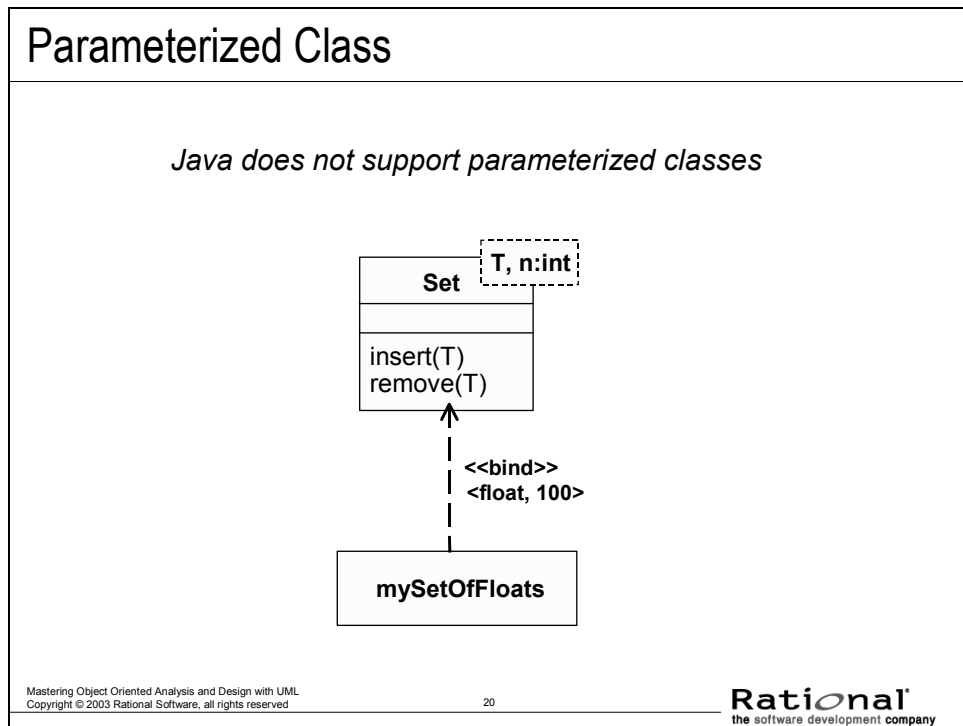 Parameterized Class
Java does not support parameterized classes
T, n:int
Set
insert(T)
remove(T)
<<bind>>
<float, 100>
mySetOfFloats
Mastering Object Oriented Analysis and Design with UML
Copyright © 2003 Rational Software, all rights reserved
20
Rational
the software development company